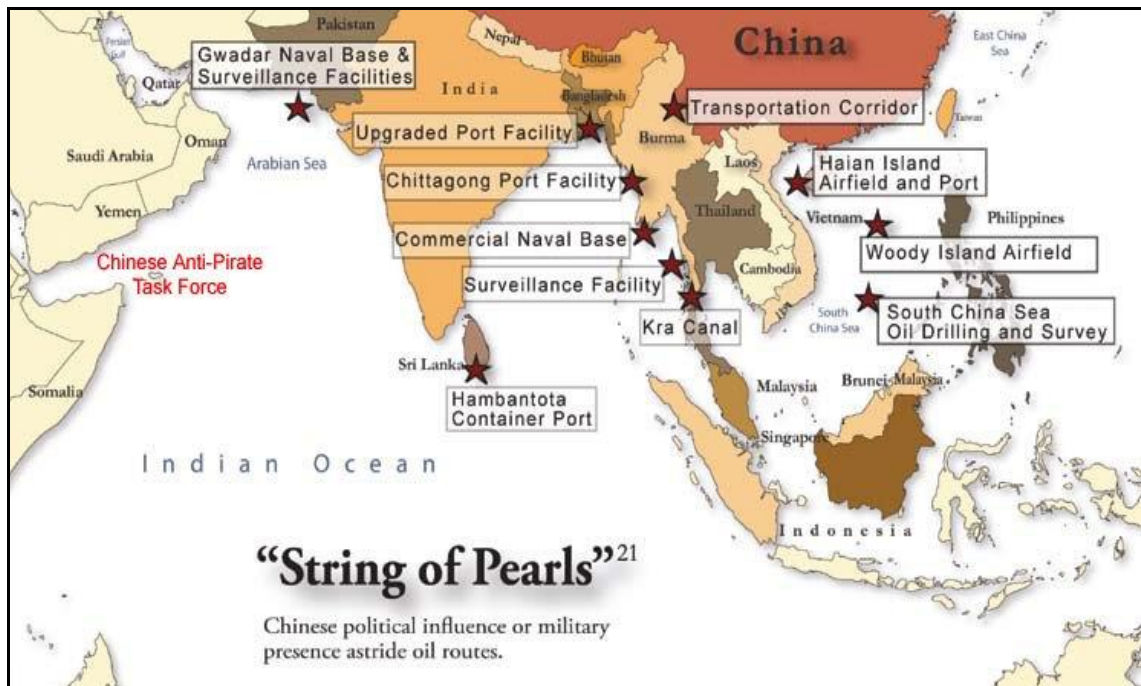 Pakistan
Persian
Gulf
Gwadar Naval Base &
Surveillance Facilities
Nepal
Bhutan
China
East China
Sea
Qatar
India
Bangladesh
Transportation Corridor
Upgraded Port Facility
Burma
Taiwan
Oman
Saudi Arabia
Arabian Sea
Laos
Haian Island
Airfield and Port
Chittagong Port Facility
Yemen
Thailand
Vietnam
Philippines
Commercial Naval Base
Woody Island Airfield
Chinese Anti-Pirate
Task Force
Cambodia
Surveillance Facility
South
China Sea
South China Sea
Oil Drilling and Survey
Kra Canal
Sri Lanka
Somalia
Malaysia
Brunei
Malaysia
Hambantota
Container Port
Singapore
Indian Ocean
Indonesia
“String of Pearls”21
Chinese political influence or military
presence astride oil routes.